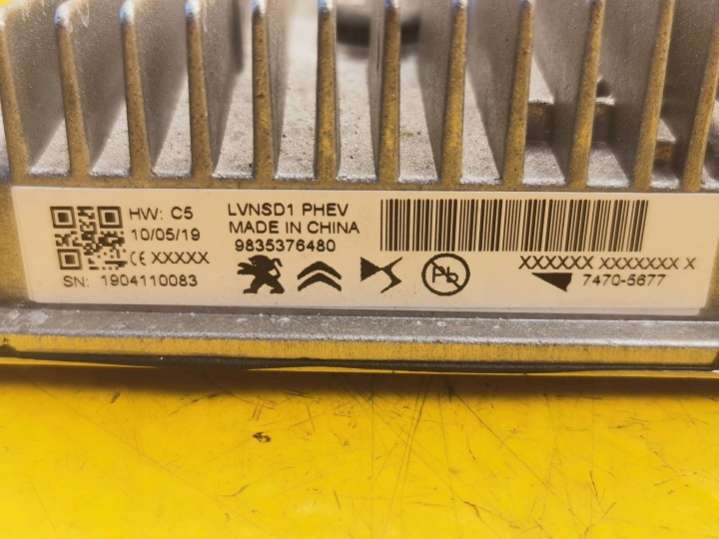 HW: C5
10/05/19
CE XXXXX
SN: 1904110083
LVNSD1 PHEV
MADE IN CHINA
9835376480
Pb
XXXXXX XXXXXXX X
7470-5677